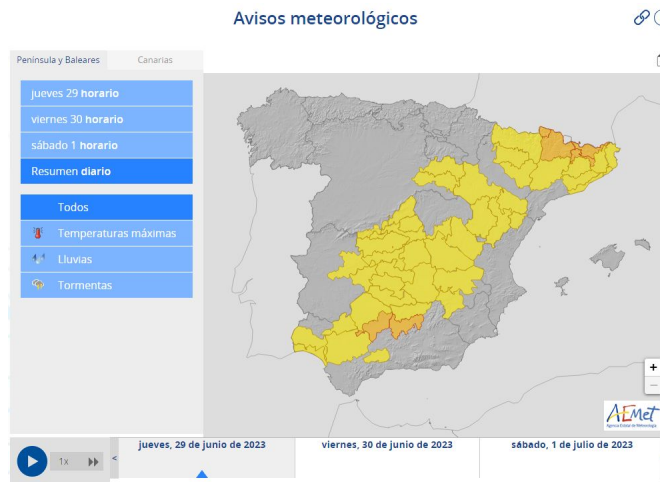 Avisos meteorológicos
Península y Baleares
Canarias
jueves 29 horario
viernes 30 horario
sábado 1 horario
Resumen diario
Todos
Temperaturas máximas
Lluvias
Tormentas
+
−
AEMet
Agencia Estatal de Meteorología
1x
<
jueves, 29 de junio de 2023
viernes, 30 de junio de 2023
sábado, 1 de julio de 2023